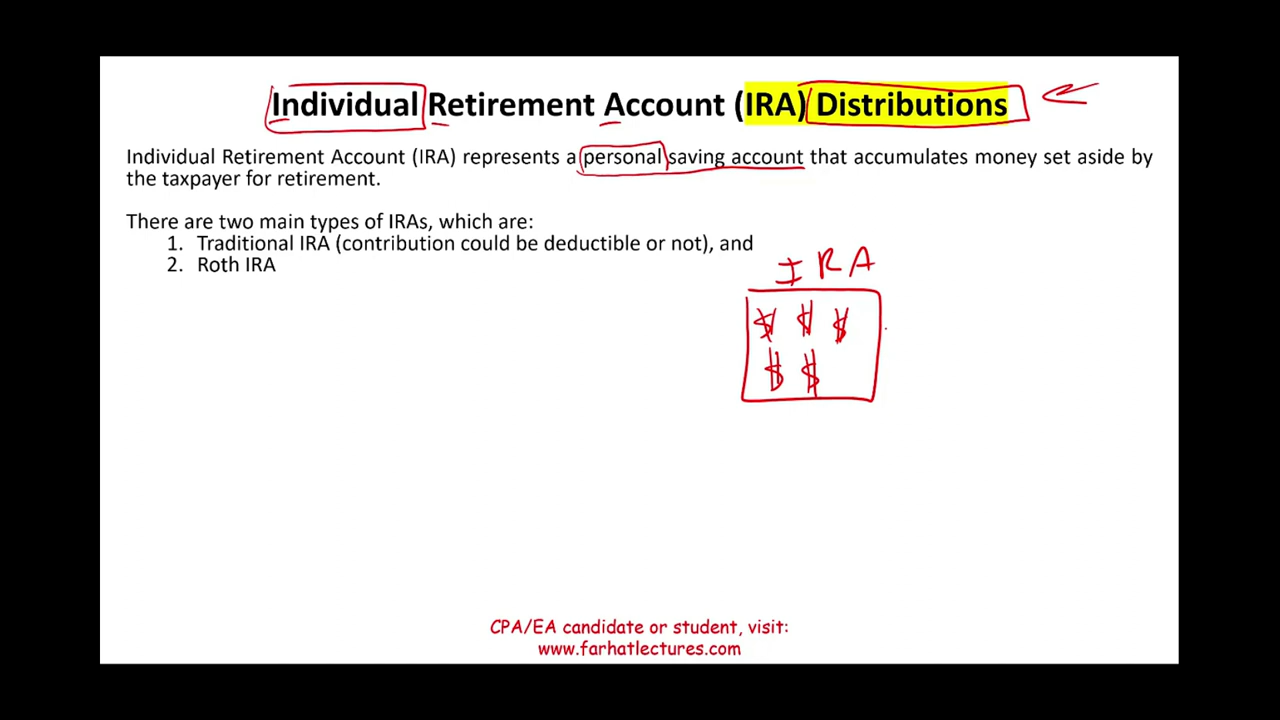 Individual Retirement Account (IRA) Distributions
Individual Retirement Account (IRA) represents a personal saving account that accumulates money set aside by
the taxpayer for retirement.
There are two main types of IRAs, which are:
1. Traditional IRA (contribution could be deductible or not), and
2. Roth IRA
IRA
$ $ $
$ $
CPA/EA candidate or student, visit:
www.farhatlectures.com